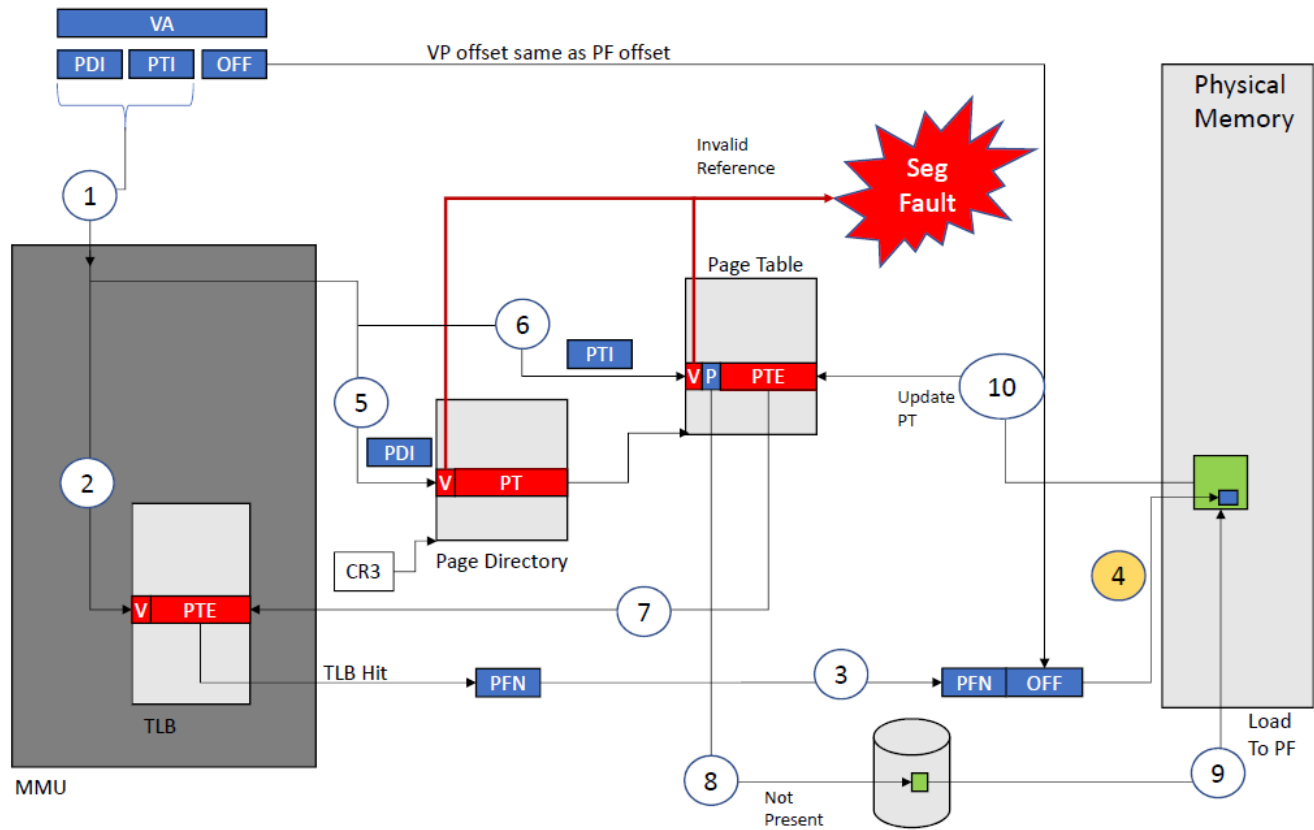 VA
PDI PTI OFF
VP offset same as PF offset
Physical
Memory
Invalid
Reference
Seg
Fault
1
Page Table
6
PTI
V P PTE
10
Update
PT
5
PDI
2
V PT
CR3
Page Directory
4
V PTE
7
TLB Hit
PFN
3
PFN OFF
TLB
Load
To PF
MMU
8
9
Not
Present